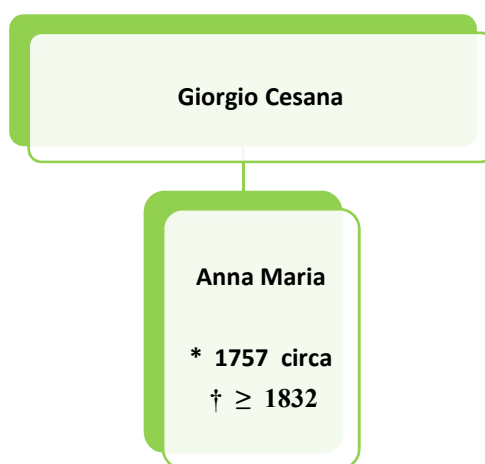 Giorgio Cesana
Anna Maria
* 1757 circa
† ≥ 1832